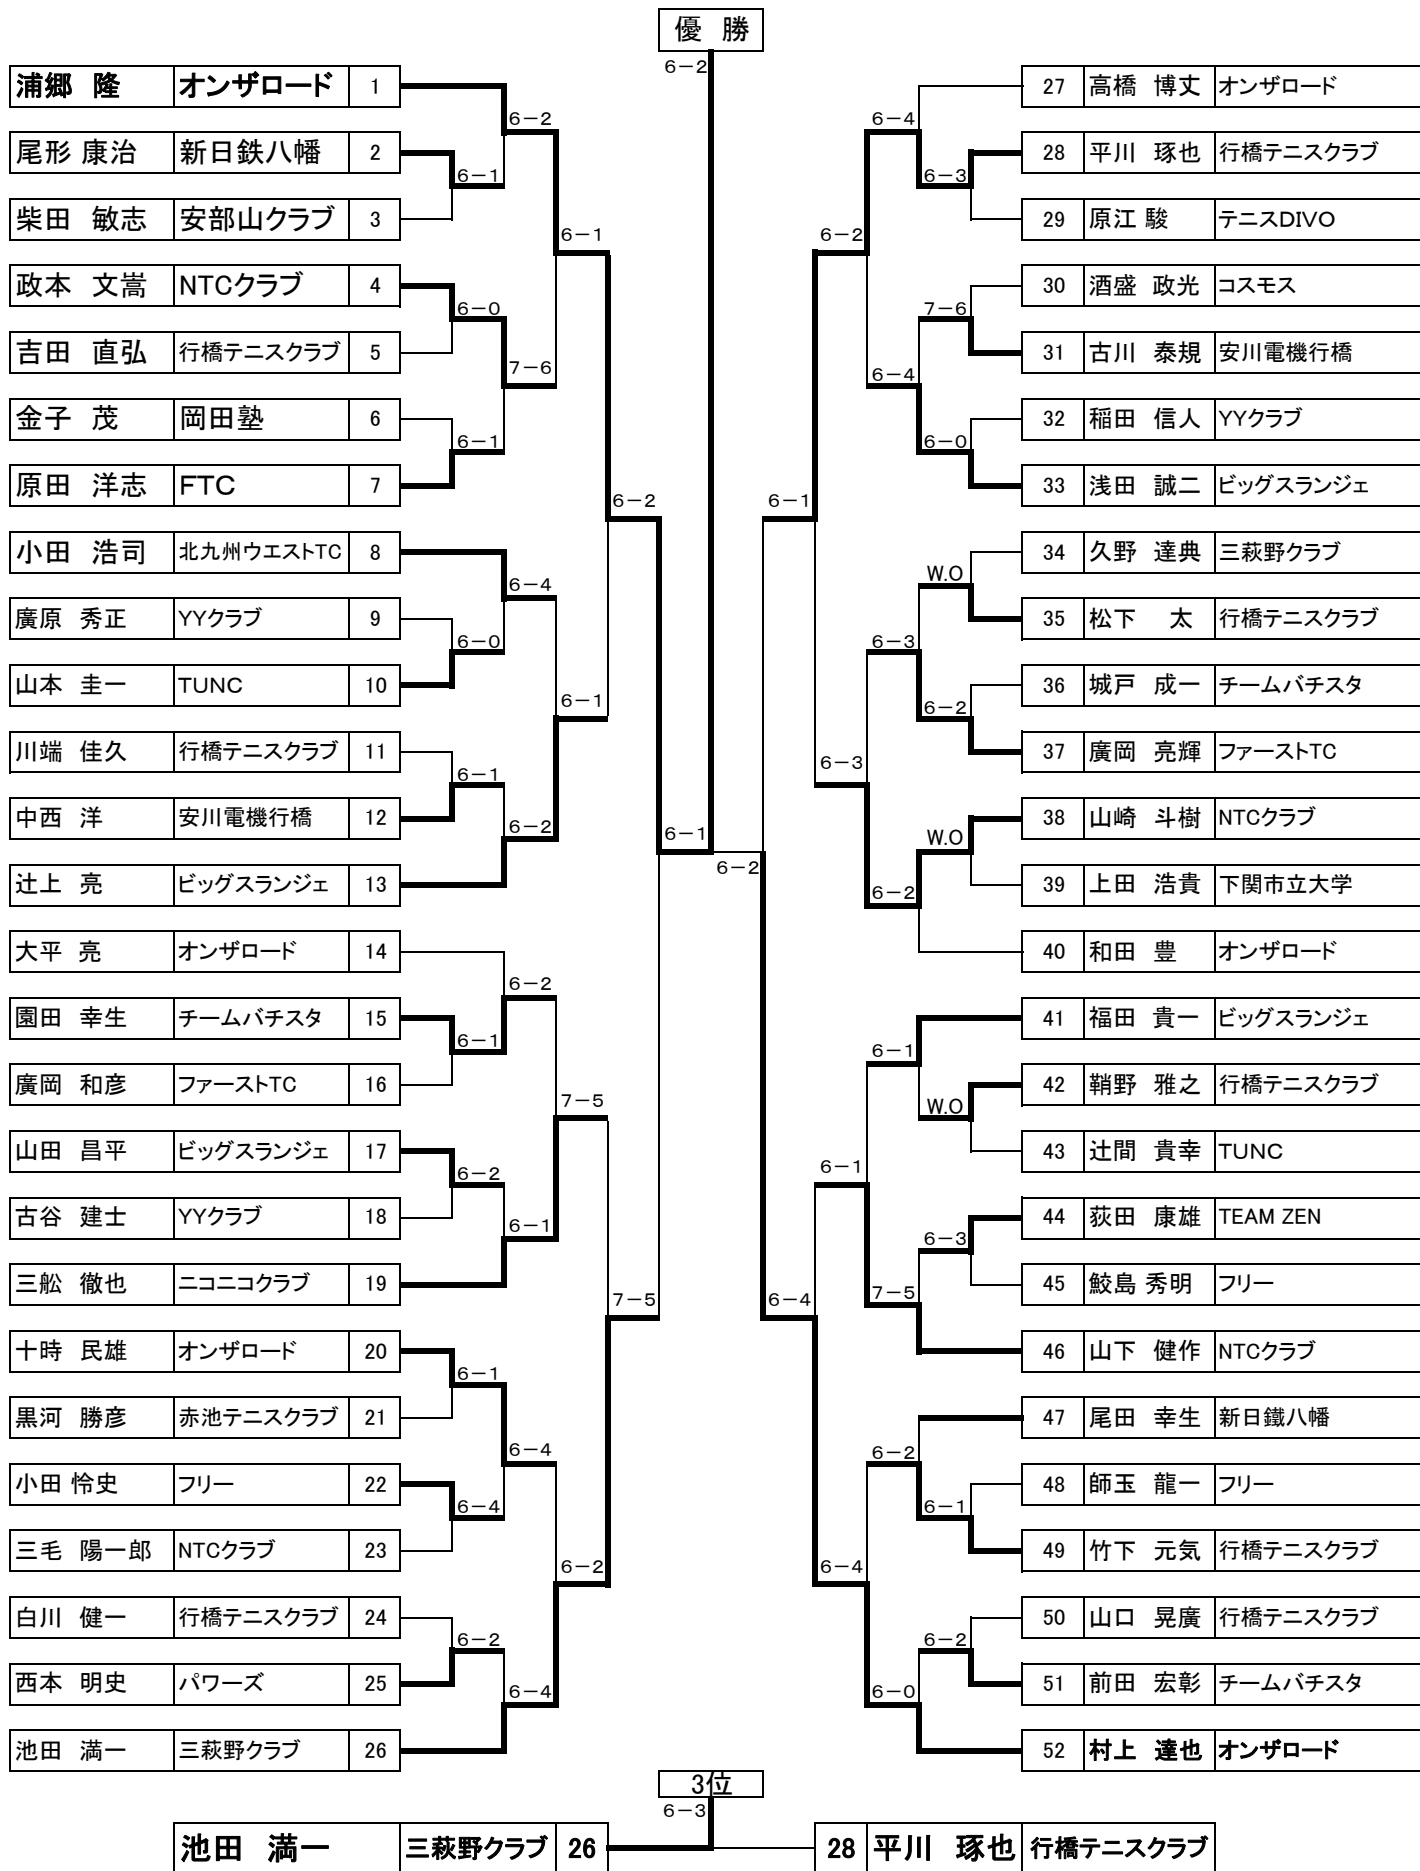 優 勝
6-2
浦郷 隆 オンザロード 1
6-2
尾形 康治 新日鉄八幡 2
6-1
柴田 敏志 安部山クラブ 3
6-1
政本 文嵩 NTCクラブ 4
6-0
吉田 直弘 行橋テニスクラブ 5
7-6
金子 茂 岡田塾 6
6-1
原田 洋志 FTC 7
6-2
小田 浩司 北九州ウエストTC 8
6-4
廣原 秀正 YYクラブ 9
6-0
山本 圭一 TUNC 10
6-1
川端 佳久 行橋テニスクラブ 11
6-1
中西 洋 安川電機行橋 12
6-2
6-1
辻上 亮 ビッグスランジェ 13
大平 亮 オンザロード 14
6-2
園田 幸生 チームバチスタ 15
6-1
廣岡 和彦 ファーストTC 16
7-5
山田 昌平 ビッグスランジェ 17
6-2
古谷 建士 YYクラブ 18
6-1
三舩 徹也 ニコニコクラブ 19
7-5
十時 民雄 オンザロード 20
6-1
黒河 勝彦 赤池テニスクラブ 21
6-4
小田 怜史 フリー 22
6-4
三毛 陽一郎 NTCクラブ 23
6-2
白川 健一 行橋テニスクラブ 24
6-2
西本 明史 パワーズ 25
6-4
池田 満一 三萩野クラブ 26
27 高橋 博丈 オンザロード
6-4
28 平川 琢也 行橋テニスクラブ
6-3
29 原江 駿 テニスDIVO
6-2
30 酒盛 政光 コスモス
7-6
31 古川 泰規 安川電機行橋
6-4
32 稲田 信人 YYクラブ
6-0
33 浅田 誠二 ビッグスランジェ
6-1
34 久野 達典 三萩野クラブ
W.O
35 松下 太 行橋テニスクラブ
6-3
36 城戸 成一 チームバチスタ
6-2
37 廣岡 亮輝 ファーストTC
6-3
38 山崎 斗樹 NTCクラブ
W.O
6-2
39 上田 浩貴 下関市立大学
6-2
40 和田 豊 オンザロード
41 福田 貴一 ビッグスランジェ
6-1
42 鞘野 雅之 行橋テニスクラブ
W.O
43 辻間 貴幸 TUNC
6-1
44 荻田 康雄 TEAM ZEN
6-3
45 鮫島 秀明 フリー
7-5
6-4
46 山下 健作 NTCクラブ
47 尾田 幸生 新日鐵八幡
6-2
48 師玉 龍一 フリー
6-1
49 竹下 元気 行橋テニスクラブ
6-4
50 山口 晃廣 行橋テニスクラブ
6-2
51 前田 宏彰 チームバチスタ
6-0
52 村上 達也 オンザロード
3位
6-3
池田 満一 三萩野クラブ 26
28 平川 琢也 行橋テニスクラブ